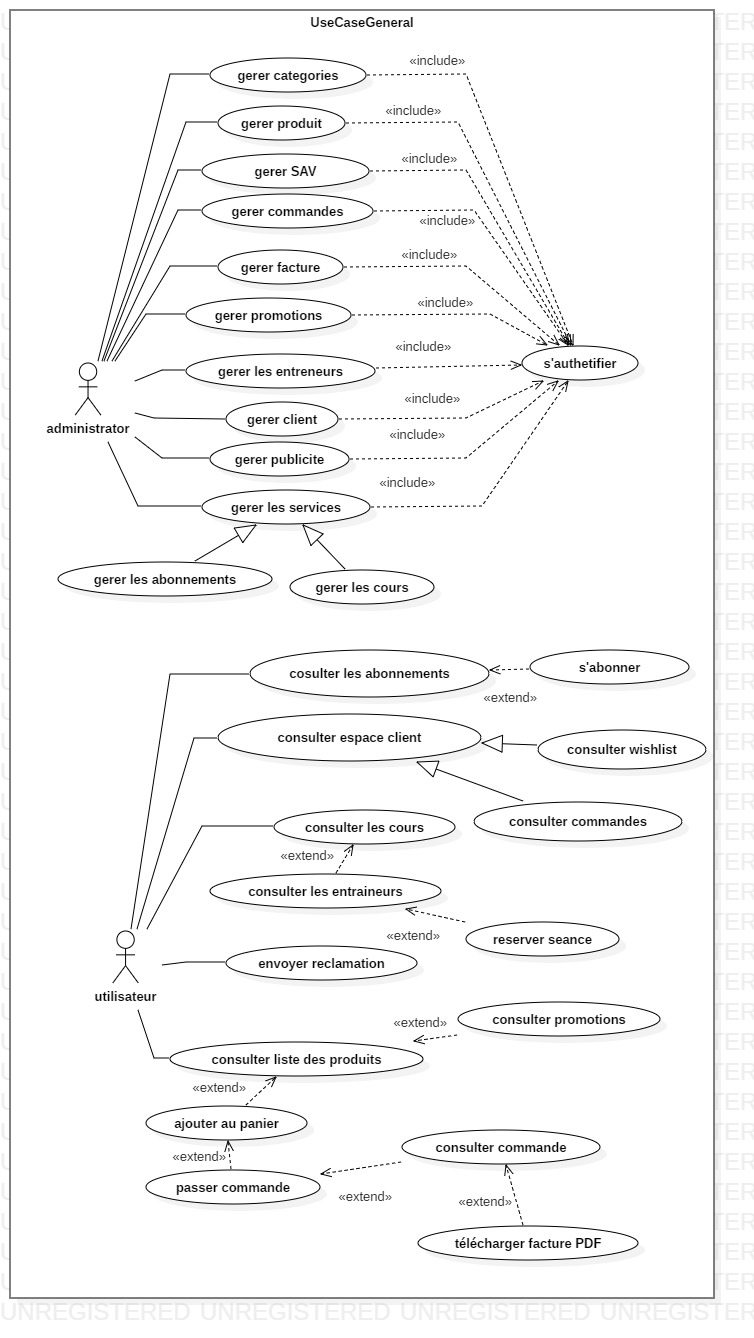 UseCaseGeneral
«include»
gerer categories
«include»
gerer produit
«include»
gerer SAV
gerer commandes
«include»
«include»
gerer facture
«include»
gerer promotions
«include»
s'authetifier
gerer les entreneurs
«include»
gerer client
administrator
«include»
gerer publicite
«include»
gerer les services
gerer les abonnements
gerer les cours
cosulter les abonnements
s'abonner
«extend»
consulter espace client
consulter wishlist
consulter commandes
consulter les cours
«extend»
consulter les entraineurs
«extend»
reserver seance
envoyer reclamation
utilisateur
«extend»
consulter promotions
consulter liste des produits
«extend»
ajouter au panier
«extend»
consulter commande
passer commande
«extend»
«extend»
télécharger facture PDF
UNREGISTERED UNREGISTERED UNREGISTERED UNREGISTERED